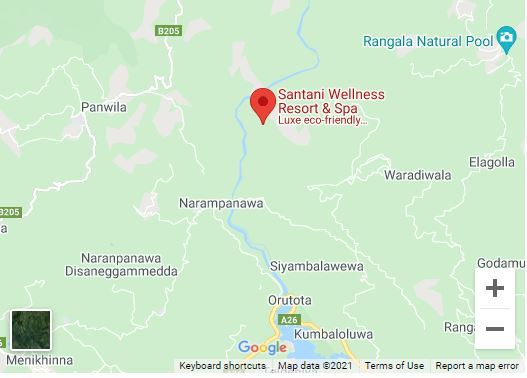 B205
Rangala Natural Pool
Santani Wellness
Resort & Spa
Luxe eco-friendly...
Panwila
Elagolla
Waradiwala
Narampanawa
B205
Naranpanawa
Disaneggammedda
Siyambalawewa
Godamu
Orutota
A26
Kumbaloluwa
Ranga
Google
Menikhinna
Keyboard shortcuts
Map data ©2021
Terms of Use
Report a map error